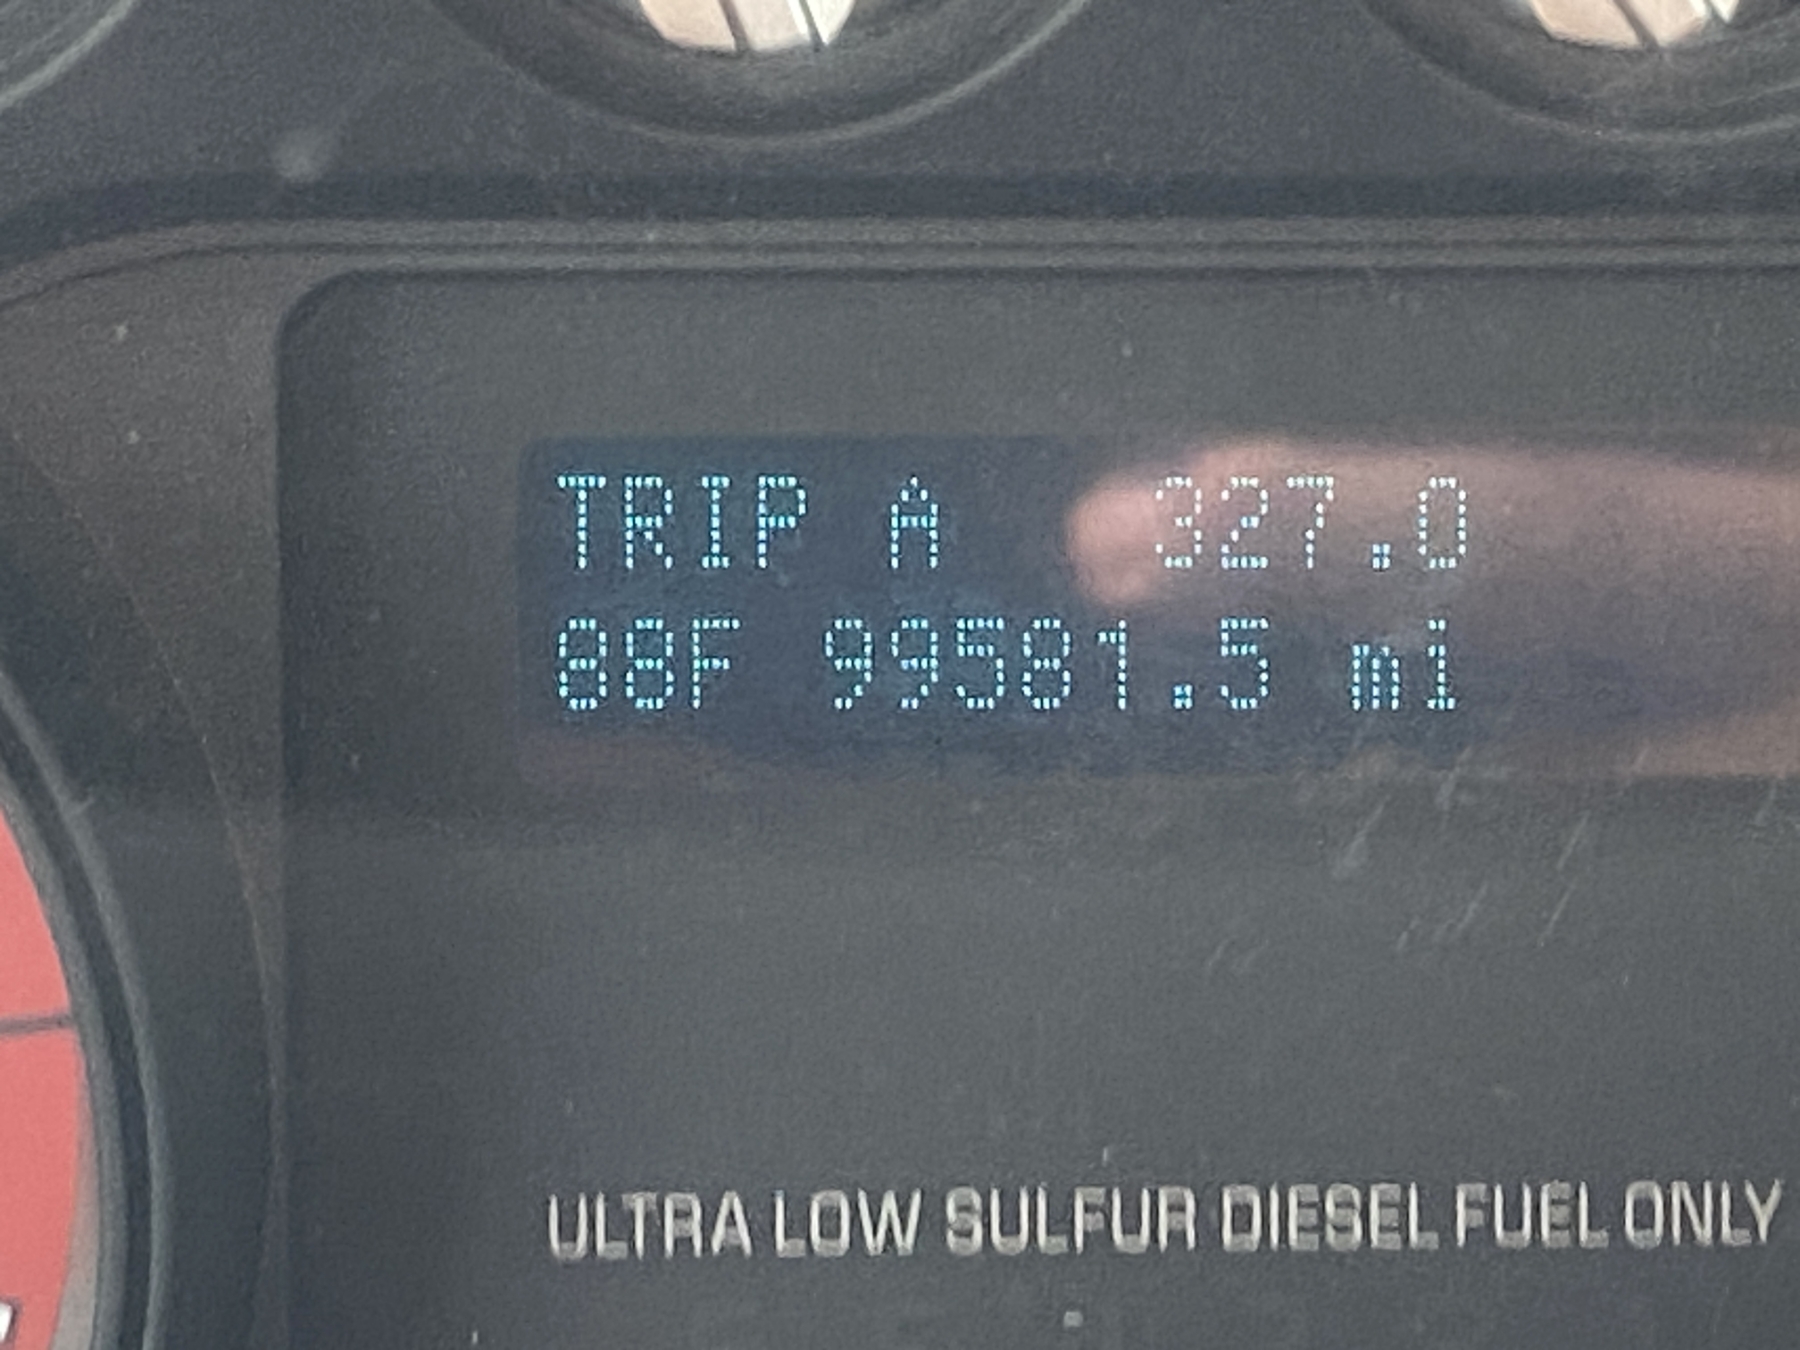 TRIP A 327.0
88F 99581.5 mi
ULTRA LOW SULFUR DIESEL FUEL ONLY